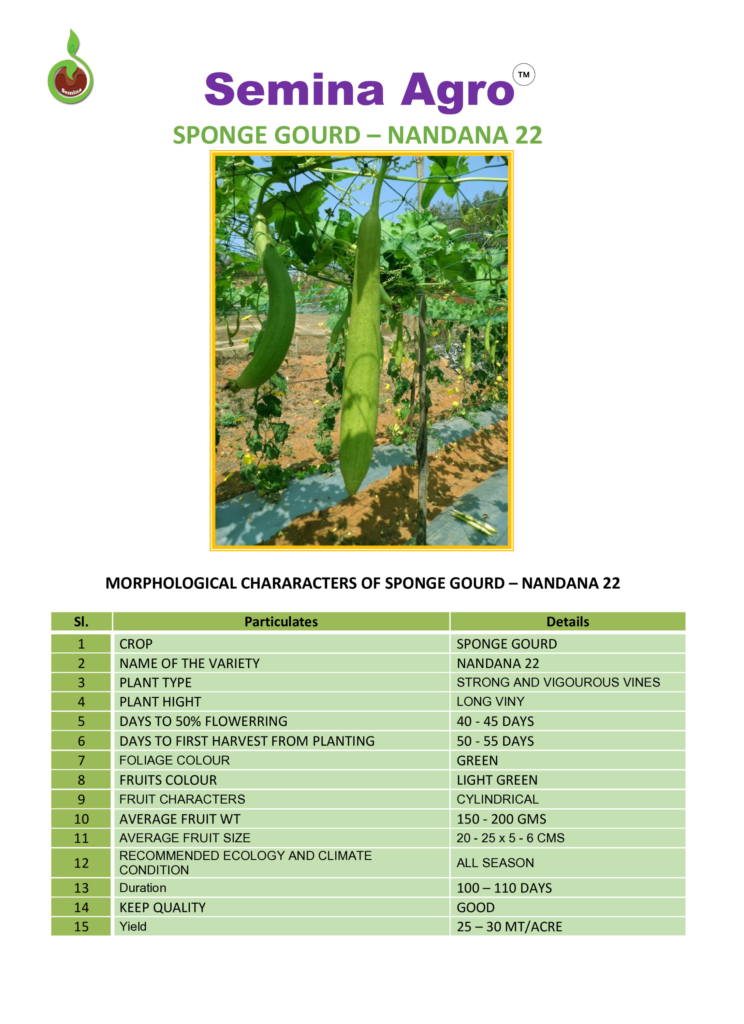 Semina
Semina Agro TM
SPONGE GOURD – NANDANA 22
MORPHOLOGICAL CHARARACTERS OF SPONGE GOURD – NANDANA 22
Sl. Particulates Details
1 CROP SPONGE GOURD
2 NAME OF THE VARIETY NANDANA 22
3 PLANT TYPE STRONG AND VIGOUROUS VINES
4 PLANT HIGHT LONG VINY
5 DAYS TO 50% FLOWERRING 40 - 45 DAYS
6 DAYS TO FIRST HARVEST FROM PLANTING 50 - 55 DAYS
7 FOLIAGE COLOUR GREEN
8 FRUITS COLOUR LIGHT GREEN
9 FRUIT CHARACTERS CYLINDRICAL
10 AVERAGE FRUIT WT 150 - 200 GMS
11 AVERAGE FRUIT SIZE 20 - 25 x 5 - 6 CMS
12 RECOMMENDED ECOLOGY AND CLIMATE
CONDITION ALL SEASON
13 Duration 100 – 110 DAYS
14 KEEP QUALITY GOOD
15 Yield 25 – 30 MT/ACRE